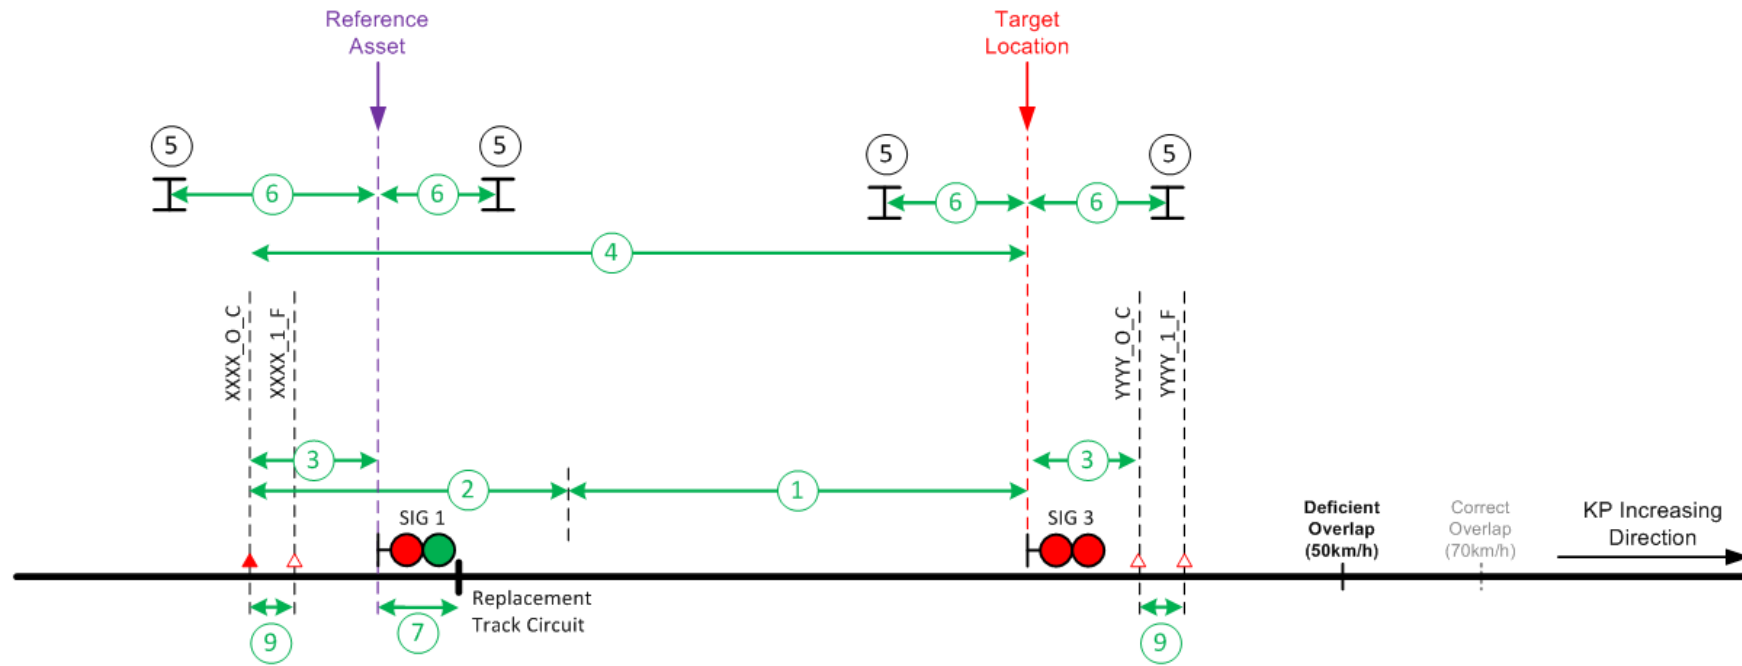 Reference
Asset
Target
Location
5
5
5
5
6
6
6
6
4
XXXX_O_C
XXXX_1_F
YYYY_O_C
YYYY_1_F
3
3
2
1
SIG 1
SIG 3
Deficient
Overlap
(50km/h)
Correct
Overlap
(70km/h)
KP Increasing
Direction
Replacement
Track Circuit
9
7
9